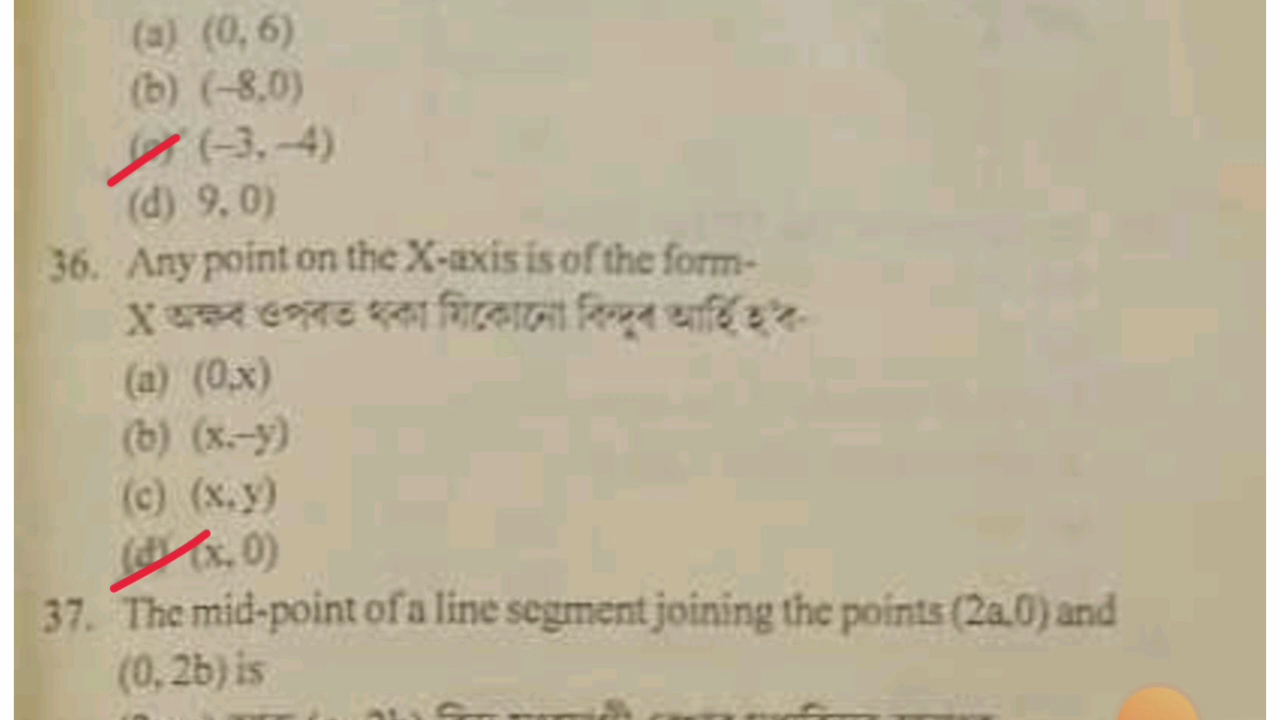 (a) (0, 6)
(b) (–8,0)
(c) (–3, –4)
(d) 9, 0)
36. Any point on the X-axis is of the form-
X অক্ষৰ ওপৰত থকা যিকোনো বিন্দুৰ আৰ্হি হ'ব-
(a) (0,x)
(b) (x,–y)
(c) (x, y)
(d) (x, 0)
37. The mid-point of a line segment joining the points (2a,0) and
(0, 2b) is